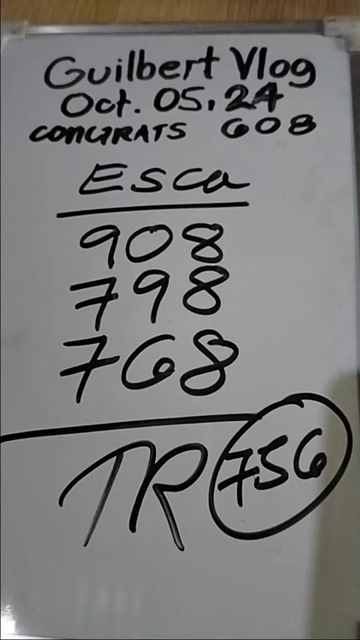 Guilbert Vlog
Oct. 05, 24
CONGRATS 608
Esca
908
798
768
TR 756